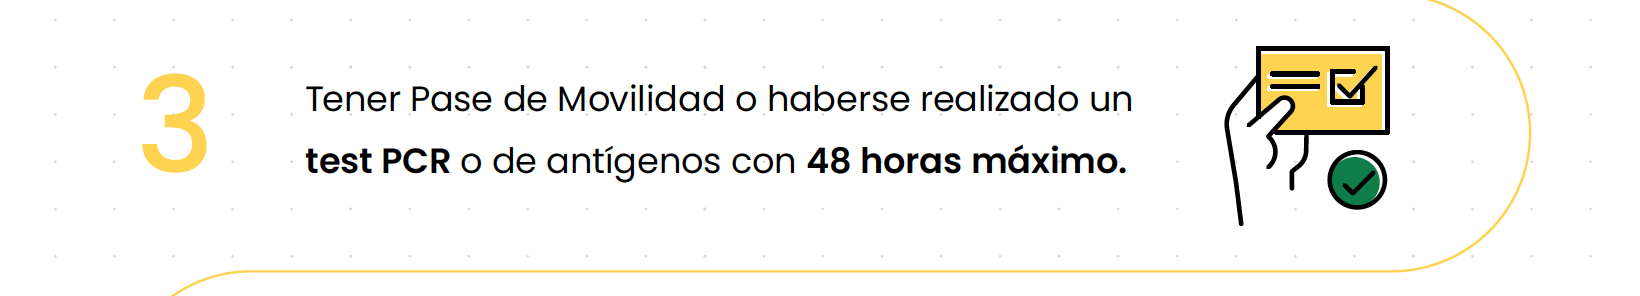 3
Tener Pase de Movilidad o haberse realizado un
test PCR o de antígenos con 48 horas máximo.